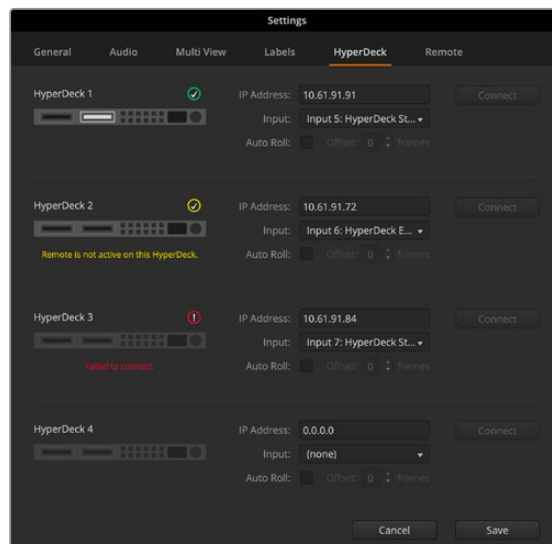 Settings
General Audio Multi View Labels HyperDeck Remote
HyperDeck 1
IP Address: 10.61.91.91 Connect
Input: Input 5: HyperDeck St...
Auto Roll: Offset: 0 frames
HyperDeck 2
IP Address: 10.61.91.72 Connect
Input: Input 6: HyperDeck E...
Remote is not active on this HyperDeck.
Auto Roll: Offset: 0 frames
HyperDeck 3
IP Address: 10.61.91.84 Connect
Input: Input 7: HyperDeck St...
Failed to connect.
Auto Roll: Offset: 0 frames
HyperDeck 4
IP Address: 0.0.0.0 Connect
Input: (none)
Auto Roll: Offset: 0 frames
Cancel Save